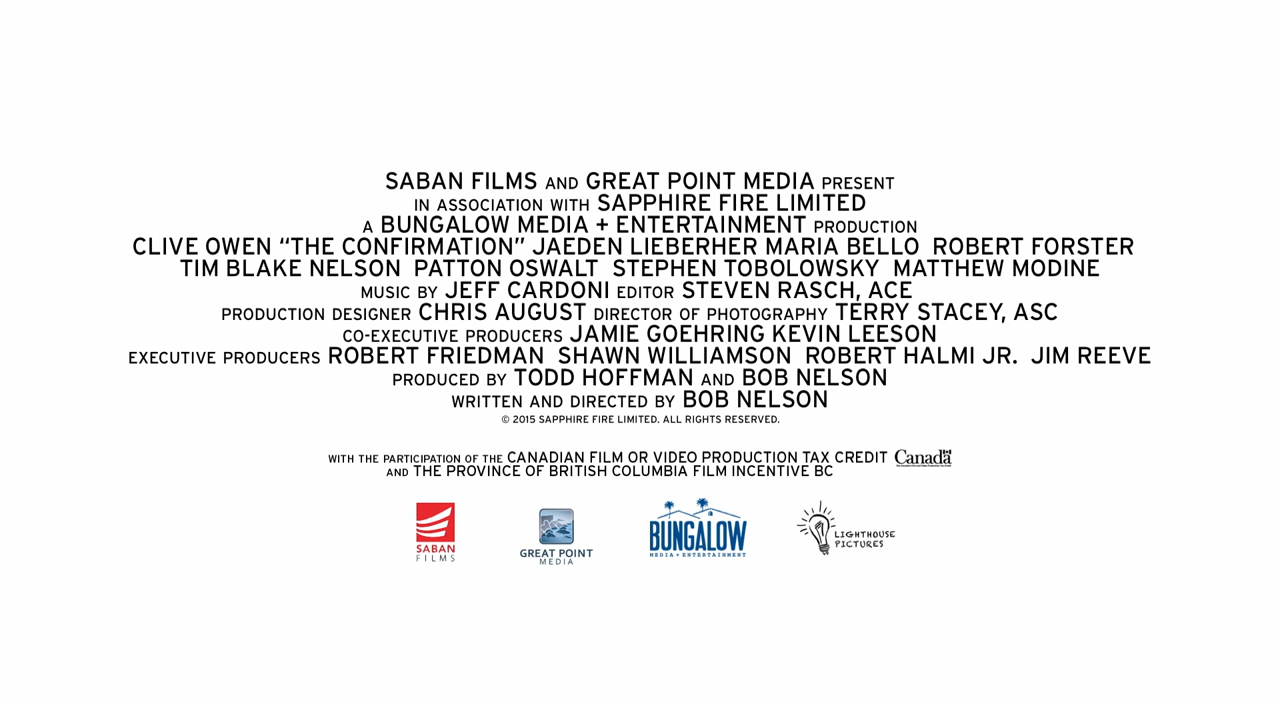 SABAN FILMS AND GREAT POINT MEDIA PRESENT
IN ASSOCIATION WITH SAPPHIRE FIRE LIMITED
A BUNGALOW MEDIA + ENTERTAINMENT PRODUCTION
CLIVE OWEN “THE CONFIRMATION” JAEDEN LIEBERHER MARIA BELLO ROBERT FORSTER
TIM BLAKE NELSON PATTON OSWALT STEPHEN TOBOLOWSKY MATTHEW MODINE
MUSIC BY JEFF CARDONI EDITOR STEVEN RASCH, ACE
PRODUCTION DESIGNER CHRIS AUGUST DIRECTOR OF PHOTOGRAPHY TERRY STACEY, ASC
CO-EXECUTIVE PRODUCERS JAMIE GOEHRING KEVIN LEESON
EXECUTIVE PRODUCERS ROBERT FRIEDMAN SHAWN WILLIAMSON ROBERT HALMI JR. JIM REEVE
PRODUCED BY TODD HOFFMAN AND BOB NELSON
WRITTEN AND DIRECTED BY BOB NELSON
© 2015 SAPPHIRE FIRE LIMITED. ALL RIGHTS RESERVED.
WITH THE PARTICIPATION OF THE CANADIAN FILM OR VIDEO PRODUCTION TAX CREDIT Canada
AND THE PROVINCE OF BRITISH COLUMBIA FILM INCENTIVE BC
SABAN
FILMS
GREAT POINT
MEDIA
BUNGALOW
MEDIA + ENTERTAINMENT
LIGHTHOUSE
PICTURES